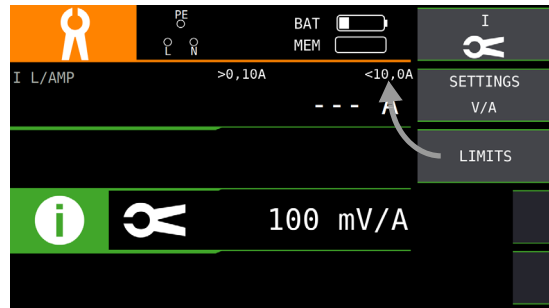 PE
L N
BAT
MEM
I
I L/AMP >0,10A <10,0A
--- A
SETTINGS
V/A
LIMITS
i
100 mV/A